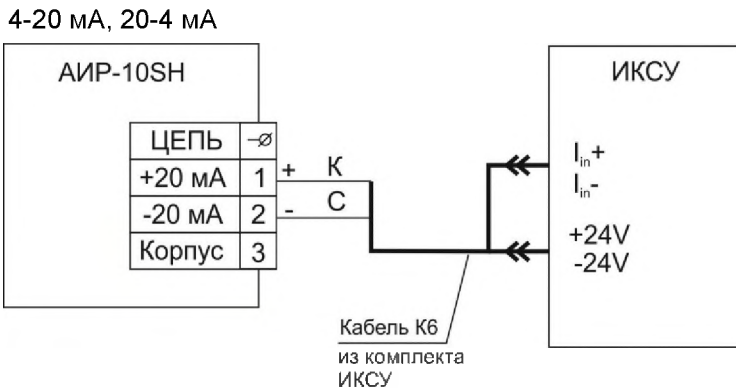 4-20 мА, 20-4 мА
АИР-10SH
ИКСУ
ЦЕПЬ
+20 мА 1 + К
-20 мА 2 - С
Корпус 3
Iin+
Iin-
+24V
-24V
Кабель К6
из комплекта
ИКСУ